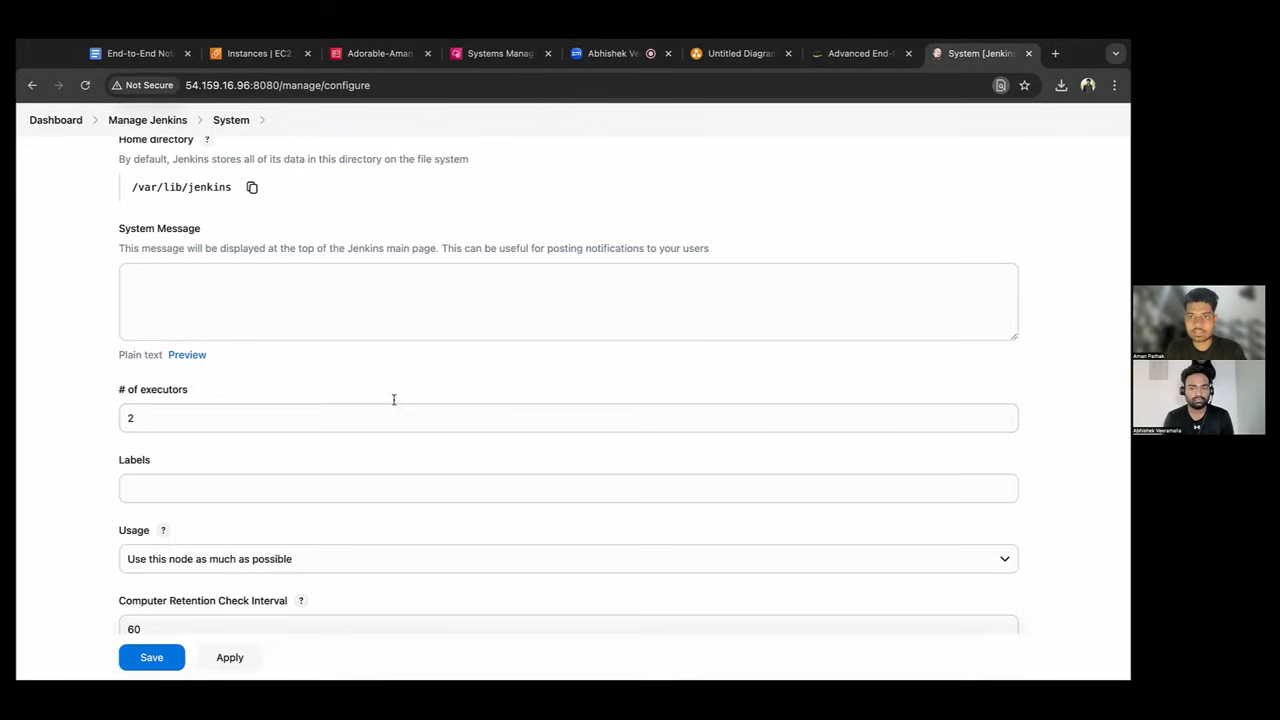 End-to-End Not
Instances | EC2
Adorable-Aman
Systems Manag
Abhishek Ve
Untitled Diagram
Advanced End-
System [Jenkins
Not Secure
54.159.16.96:8080/manage/configure
Dashboard
Manage Jenkins
System
Home directory ?
By default, Jenkins stores all of its data in this directory on the file system
/var/lib/jenkins
System Message
This message will be displayed at the top of the Jenkins main page. This can be useful for posting notifications to your users
Plain text Preview
# of executors
2
Labels
Usage ?
Use this node as much as possible
Computer Retention Check Interval ?
60
Save
Apply
Aman Pathak
Abhishek Veeramalla